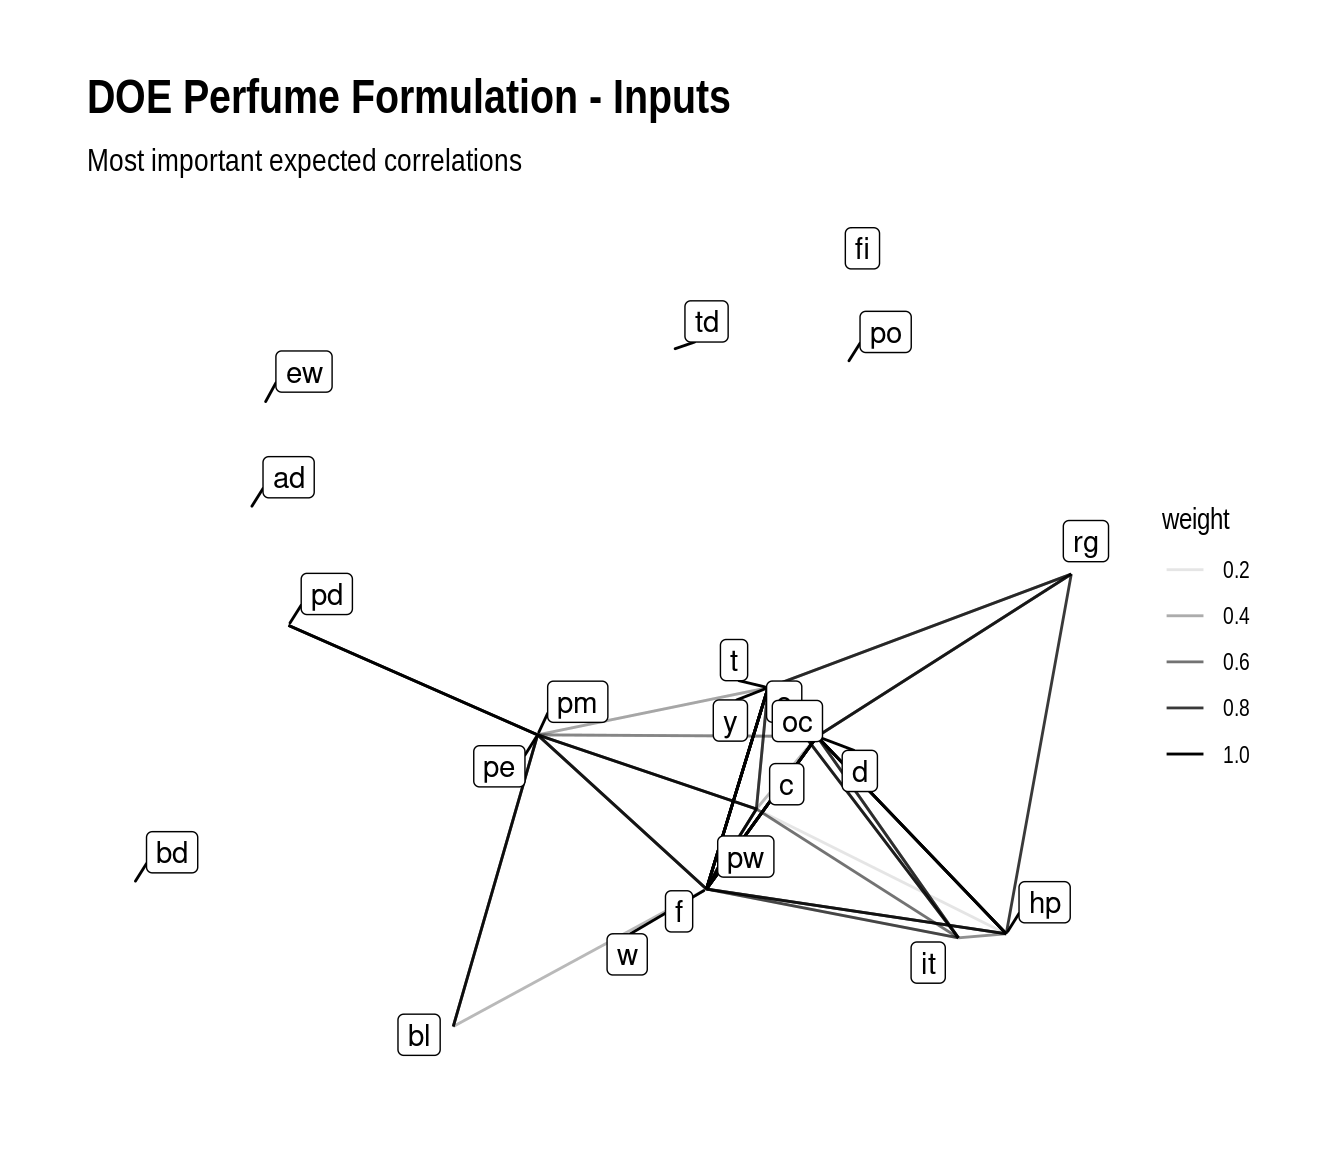 DOE Perfume Formulation - Inputs
Most important expected correlations
fi
td
po
ew
ad
rg
weight
0.2
0.4
0.6
0.8
1.0
pd
t
pm
y
oc
pe
c
d
bd
pw
hp
f
w
it
bl